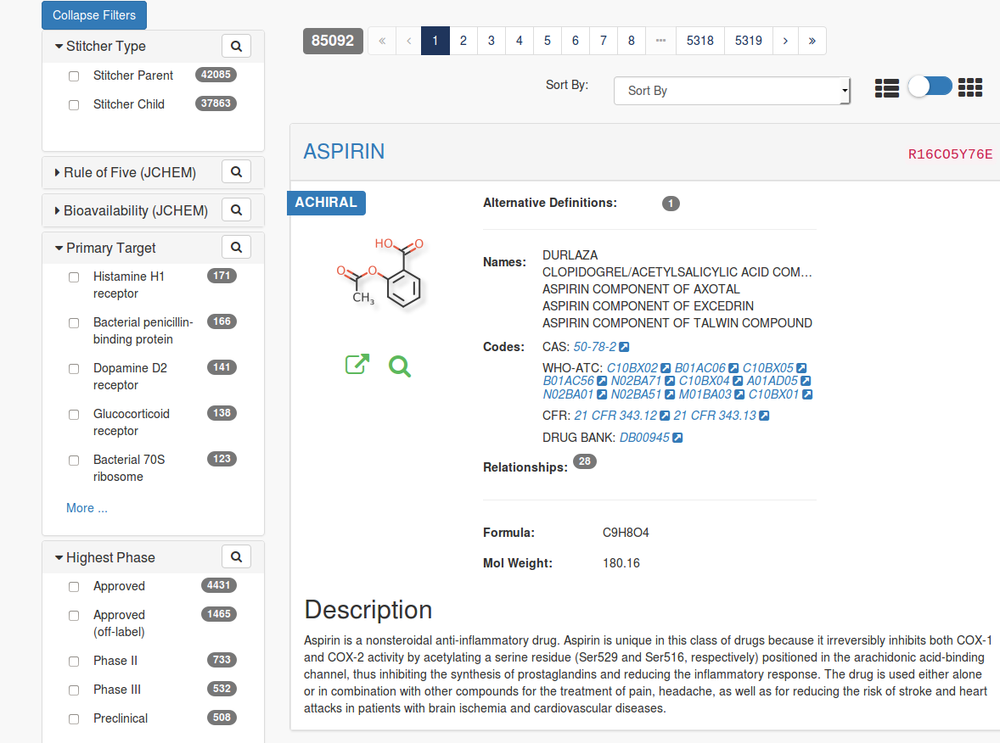 Collapse Filters
Stitcher Type
Stitcher Parent 42085
Stitcher Child 37863
Rule of Five (JCHEM)
Bioavailability (JCHEM)
Primary Target
Histamine H1 171
receptor
Bacterial penicillin- 166
binding protein
Dopamine D2 141
receptor
Glucocorticoid 138
receptor
Bacterial 70S 123
ribosome
More ...
Highest Phase
Approved 4431
Approved 1465
(off-label)
Phase II 733
Phase III 532
Preclinical 508
85092 « ‹ 1 2 3 4 5 6 7 8 ... 5318 5319 › »
Sort By: Sort By
ASPIRIN R16CO5Y76E
ACHIRAL
HO O
O O
CH3
Alternative Definitions: 1
Names: DURLAZA
CLOPIDOGREL/ACETYLSALICYLIC ACID COM...
ASPIRIN COMPONENT OF AXOTAL
ASPIRIN COMPONENT OF EXCEDRIN
ASPIRIN COMPONENT OF TALWIN COMPOUND
Codes: CAS: 50-78-2
WHO-ATC: C10BX02 B01AC06 C10BX05
B01AC56 N02BA71 C10BX04 A01AD05
N02BA01 N02BA51 M01BA03 C10BX01
CFR: 21 CFR 343.12 21 CFR 343.13
DRUG BANK: DB00945
Relationships: 28
Formula: C9H8O4
Mol Weight: 180.16
Description
Aspirin is a nonsteroidal anti-inflammatory drug. Aspirin is unique in this class of drugs because it irreversibly inhibits both COX-1
and COX-2 activity by acetylating a serine residue (Ser529 and Ser516, respectively) positioned in the arachidonic acid-binding
channel, thus inhibiting the synthesis of prostaglandins and reducing the inflammatory response. The drug is used either alone
or in combination with other compounds for the treatment of pain, headache, as well as for reducing the risk of stroke and heart
attacks in patients with brain ischemia and cardiovascular diseases.